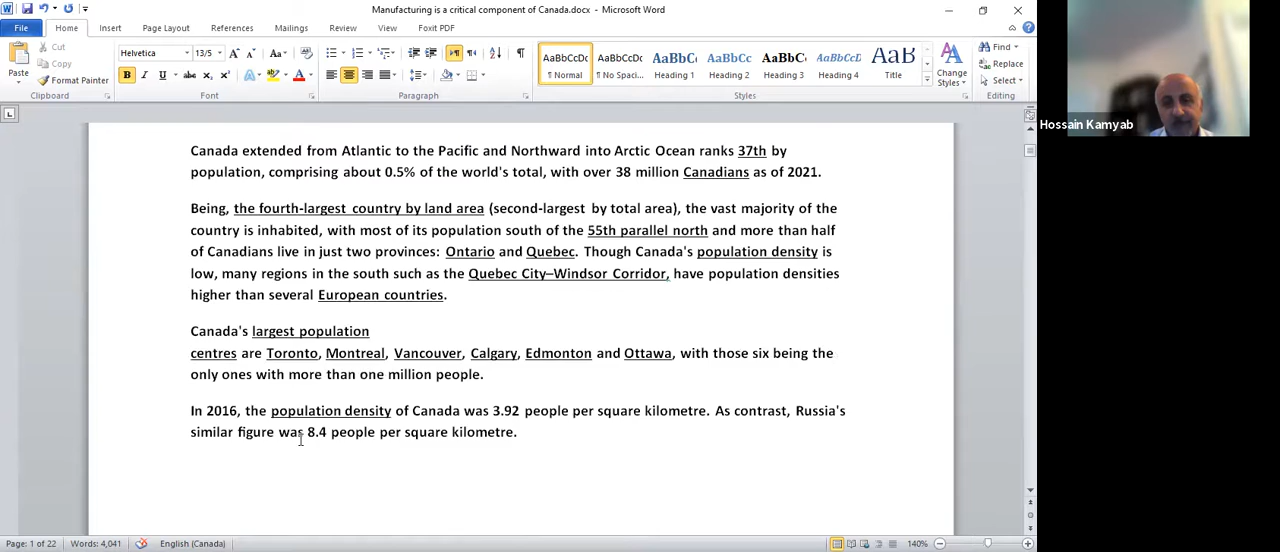 Manufacturing is a critical component of Canada.docx - Microsoft Word
File Home Insert Page Layout References Mailings Review View Foxit PDF
Cut
Copy
Format Painter
Paste
Clipboard
Helvetica 13/5
B I U abc X₂ X²
Font
Paragraph
AaBbCcDc AaBbCcDc AaBbC AaBbCc AaBbC AaBbCcD AaB
¶ Normal ¶ No Spaci... Heading 1 Heading 2 Heading 3 Heading 4 Title
Change
Styles
Styles
Find
Replace
Select
Editing
Hossain Kamyab
Canada extended from Atlantic to the Pacific and Northward into Arctic Ocean ranks 37th by
population, comprising about 0.5% of the world's total, with over 38 million Canadians as of 2021.
Being, the fourth-largest country by land area (second-largest by total area), the vast majority of the
country is inhabited, with most of its population south of the 55th parallel north and more than half
of Canadians live in just two provinces: Ontario and Quebec. Though Canada's population density is
low, many regions in the south such as the Quebec City–Windsor Corridor, have population densities
higher than several European countries.
Canada's largest population
centres are Toronto, Montreal, Vancouver, Calgary, Edmonton and Ottawa, with those six being the
only ones with more than one million people.
In 2016, the population density of Canada was 3.92 people per square kilometre. As contrast, Russia's
similar figure was 8.4 people per square kilometre.
Page: 1 of 22 Words: 4,041 English (Canada) 140%